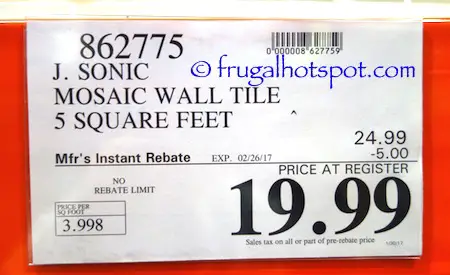 862775
0 000008 627759
J. SONIC
© frugalhotspot.com
MOSAIC WALL TILE
5 SQUARE FEET
24.99
Mfr's Instant Rebate EXP. 02/26/17 -5.00
PRICE AT REGISTER
NO
REBATE LIMIT
19.99
PRICE PER
SQ FOOT
3.998
Sales tax on all or part of pre-rebate price